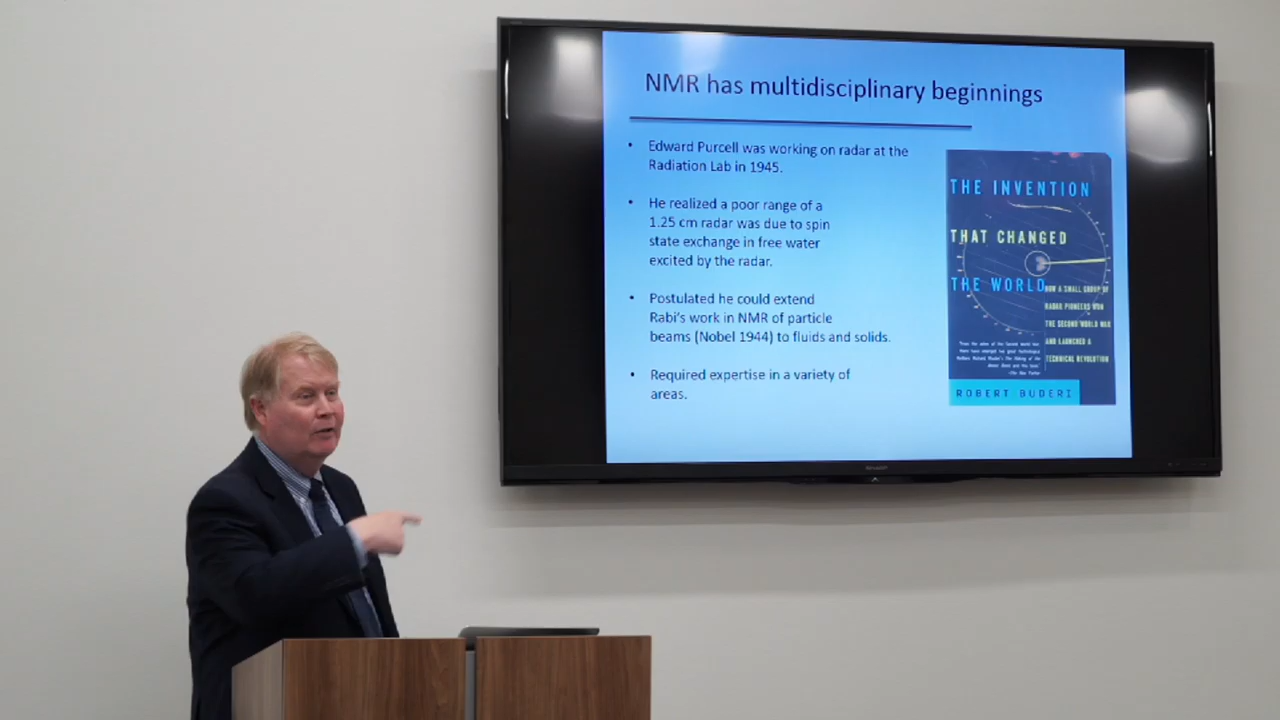 NMR has multidisciplinary beginnings
• Edward Purcell was working on radar at the
Radiation Lab in 1945.
• He realized a poor range of a
1.25 cm radar was due to spin
state exchange in free water
excited by the radar.
• Postulated he could extend
Rabi's work in NMR of particle
beams (Nobel 1944) to fluids and solids.
• Required expertise in a variety of
areas.
THE INVENTION
THAT CHANGED
THE WORLD
HOW A SMALL GROUP OF
RADAR PIONEERS WON
THE SECOND WORLD WAR
AND LAUNCHED A
TECHNICAL REVOLUTION
ROBERT BUDERI
SHARP